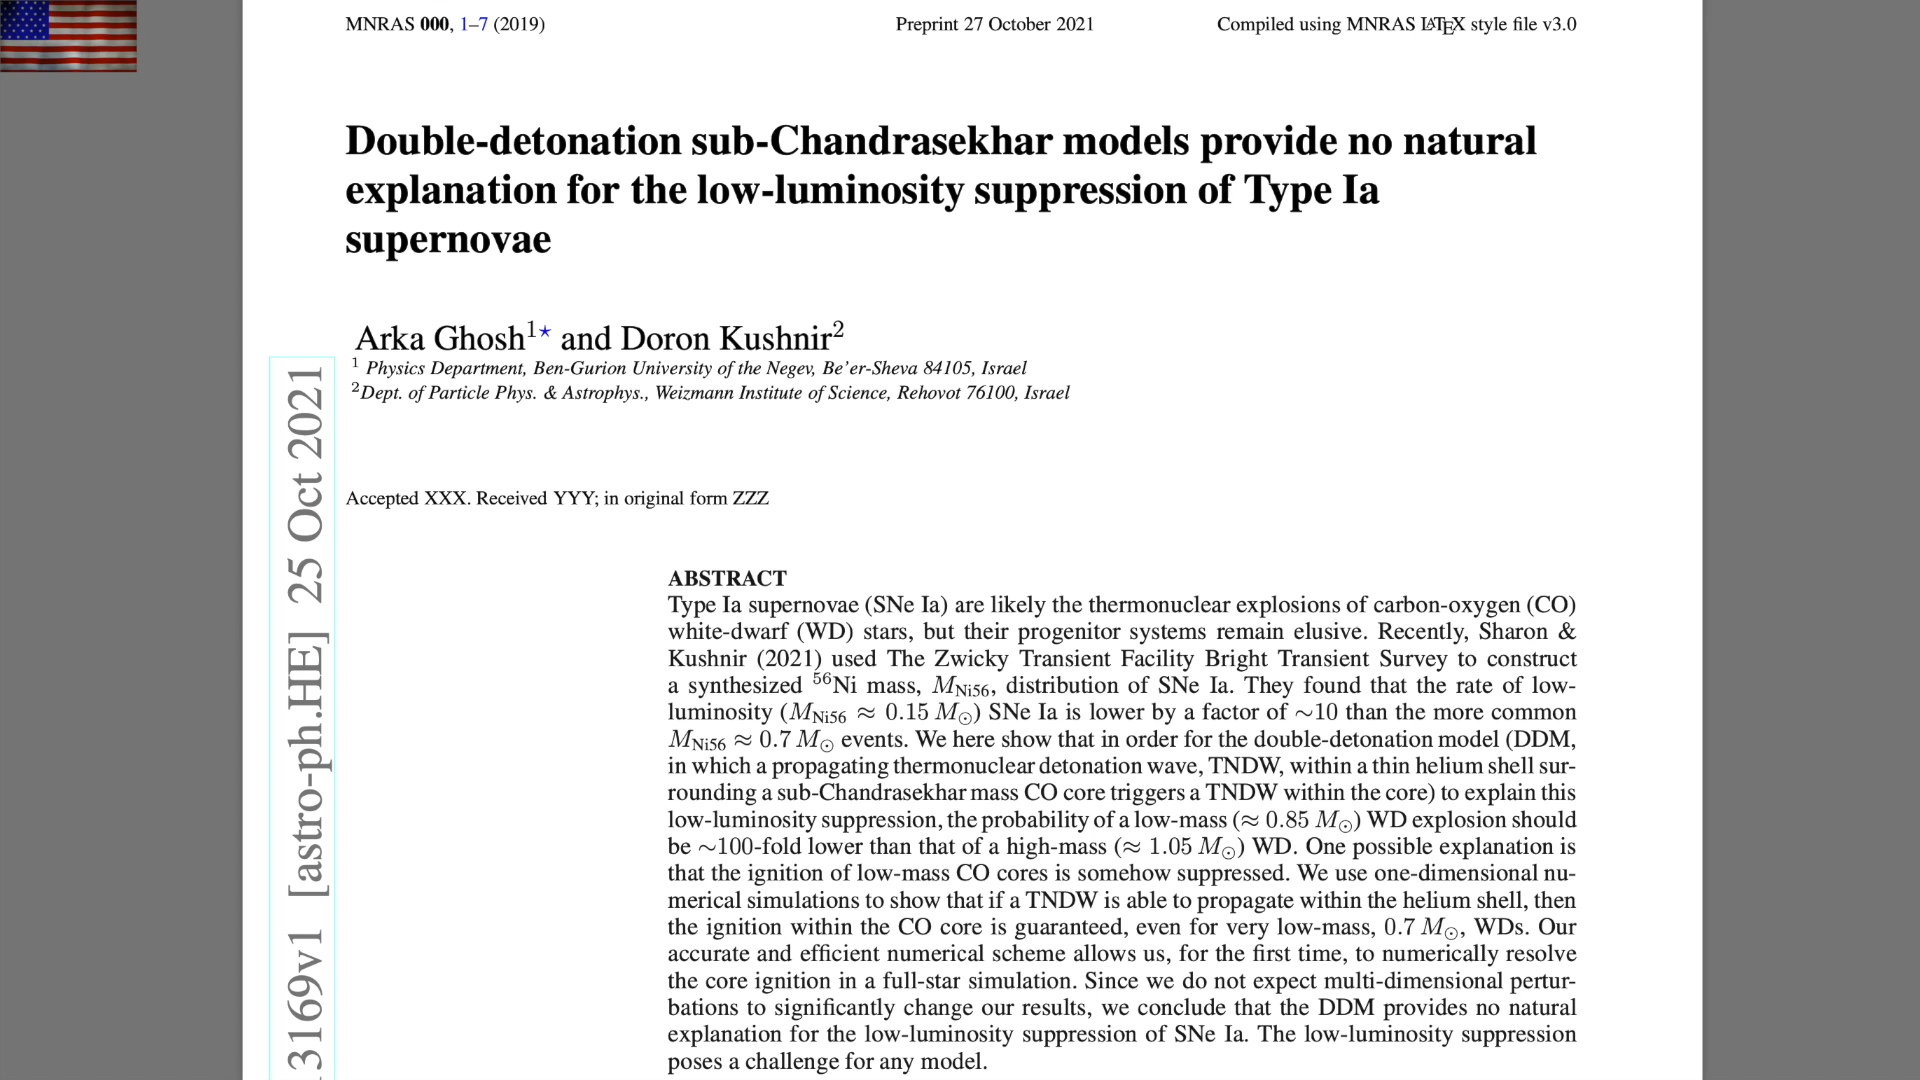 MNRAS 000, 1–7 (2019) Preprint 27 October 2021 Compiled using MNRAS LATEX style file v3.0
Double-detonation sub-Chandrasekhar models provide no natural
explanation for the low-luminosity suppression of Type Ia
supernovae
Arka Ghosh¹⋆ and Doron Kushnir²
¹ Physics Department, Ben-Gurion University of the Negev, Be'er-Sheva 84105, Israel
²Dept. of Particle Phys. & Astrophys., Weizmann Institute of Science, Rehovot 76100, Israel
Accepted XXX. Received YYY; in original form ZZZ
ABSTRACT
Type Ia supernovae (SNe Ia) are likely the thermonuclear explosions of carbon-oxygen (CO)
white-dwarf (WD) stars, but their progenitor systems remain elusive. Recently, Sharon &
Kushnir (2021) used The Zwicky Transient Facility Bright Transient Survey to construct
a synthesized ⁵⁶Ni mass, M_Ni56, distribution of SNe Ia. They found that the rate of low-
luminosity (M_Ni56 ≈ 0.15 M⊙) SNe Ia is lower by a factor of ∼10 than the more common
M_Ni56 ≈ 0.7 M⊙ events. We here show that in order for the double-detonation model (DDM,
in which a propagating thermonuclear detonation wave, TNDW, within a thin helium shell sur-
rounding a sub-Chandrasekhar mass CO core triggers a TNDW within the core) to explain this
low-luminosity suppression, the probability of a low-mass (≈ 0.85 M⊙) WD explosion should
be ∼100-fold lower than that of a high-mass (≈ 1.05 M⊙) WD. One possible explanation is
that the ignition of low-mass CO cores is somehow suppressed. We use one-dimensional nu-
merical simulations to show that if a TNDW is able to propagate within the helium shell, then
the ignition within the CO core is guaranteed, even for very low-mass, 0.7 M⊙, WDs. Our
accurate and efficient numerical scheme allows us, for the first time, to numerically resolve
the core ignition in a full-star simulation. Since we do not expect multi-dimensional pertur-
bations to significantly change our results, we conclude that the DDM provides no natural
explanation for the low-luminosity suppression of SNe Ia. The low-luminosity suppression
poses a challenge for any model.
3169v1 [astro-ph.HE] 25 Oct 2021